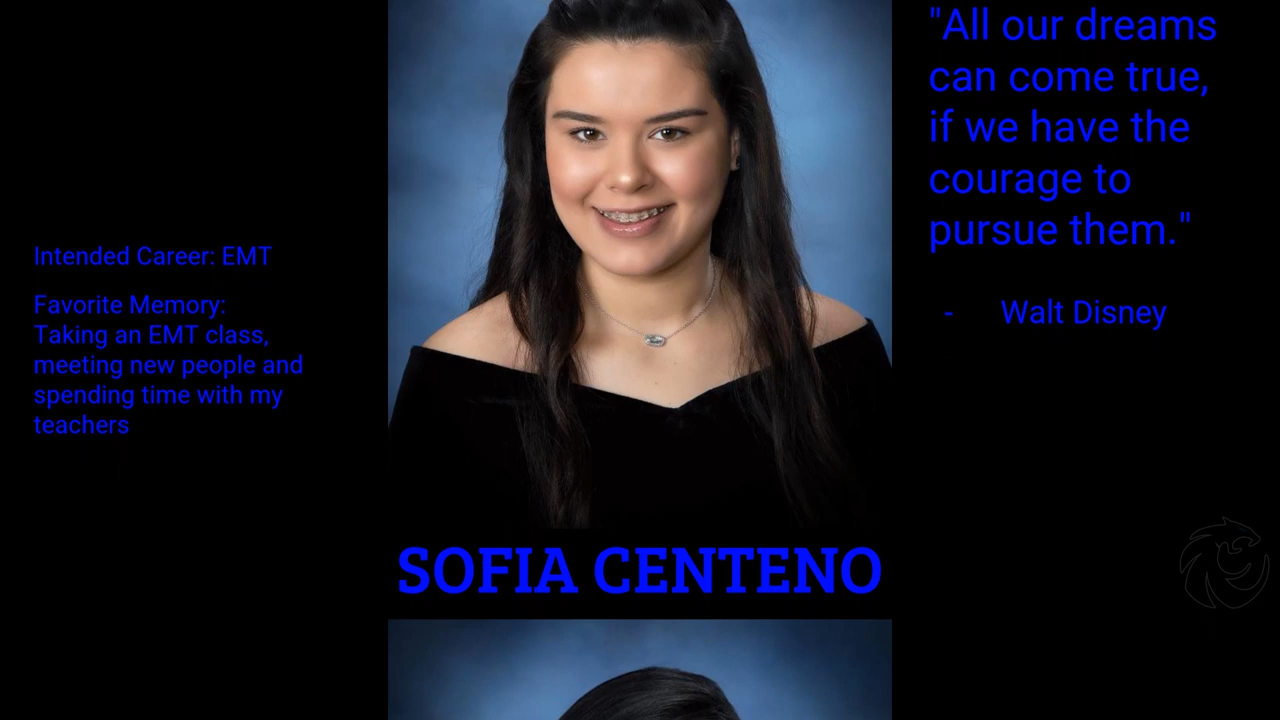 Intended Career: EMT
Favorite Memory:
Taking an EMT class,
meeting new people and
spending time with my
teachers
"All our dreams
can come true,
if we have the
courage to
pursue them."
- Walt Disney
SOFIA CENTENO